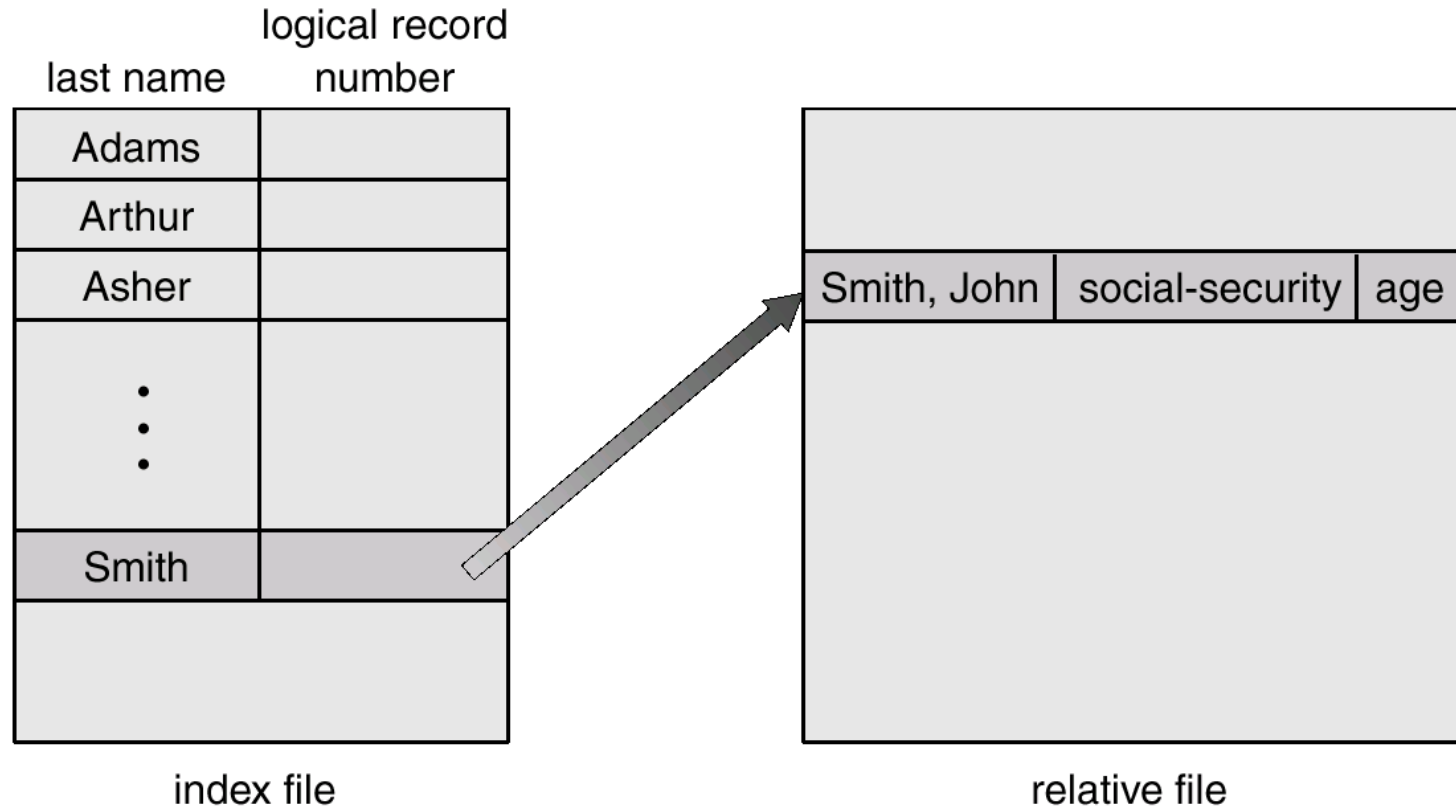 logical record
last name number
Adams
Arthur
Asher
Smith
Smith, John social-security age
index file
relative file